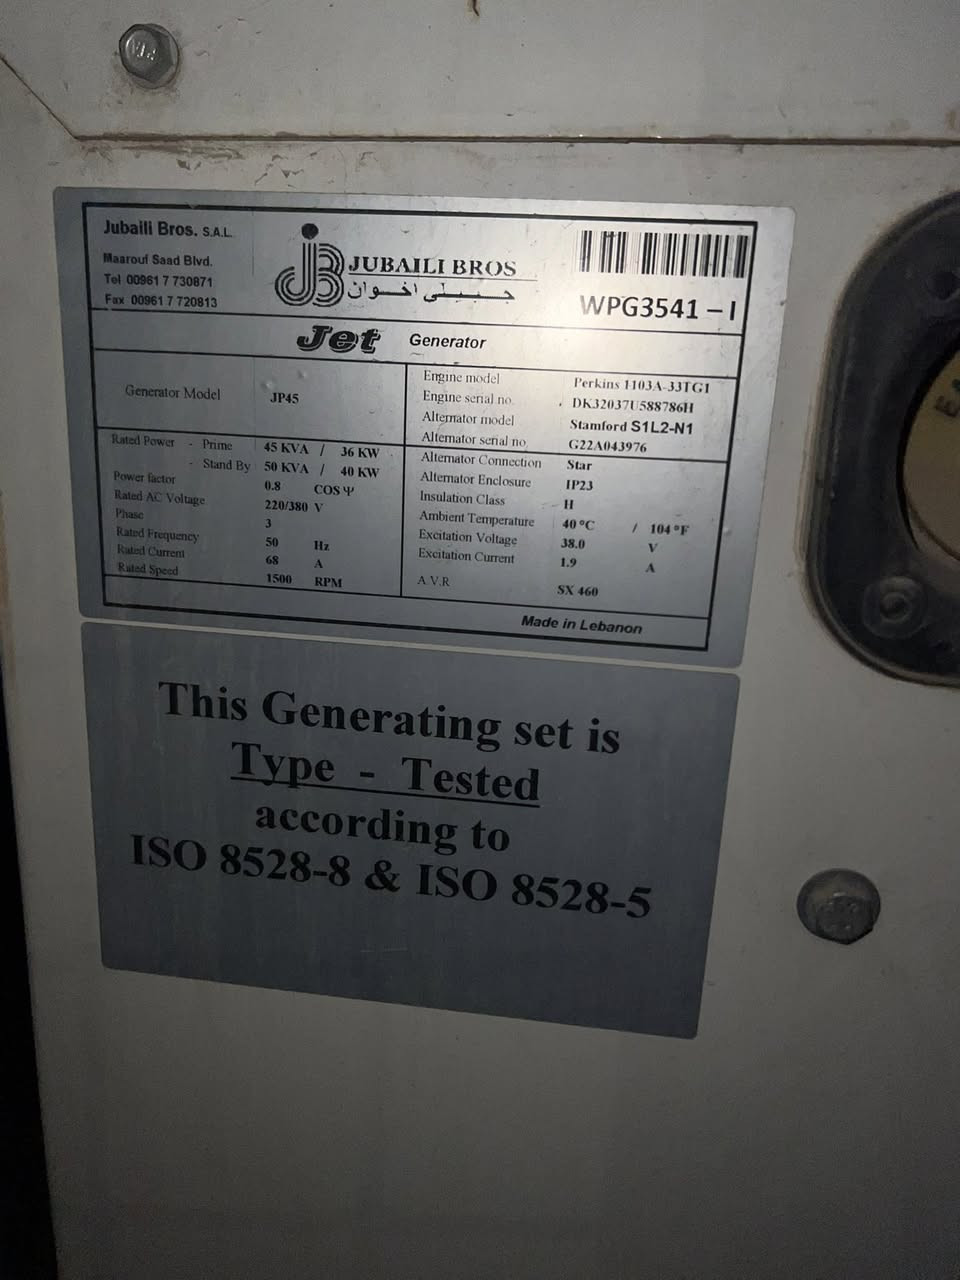 Jubaili Bros. S.A.L.
Maarouf Saad Blvd.
Tel 00961 7 730871
Fax 00961 7 720813
JUBAILI BROS
جبيلي اخوان
WPG3541 – I
Jet Generator
Generator Model JP45
Rated Power - Prime 45 KVA / 36 KW
- Stand By 50 KVA / 40 KW
Power factor 0.8 COS Ψ
Rated AC Voltage 220/380 V
Phase 3
Rated Frequency 50 Hz
Rated Current 68 A
Rated Speed 1500 RPM
Engine model Perkins 1103A-33TG1
Engine serial no. DK32037U588786H
Alternator model Stamford S1L2-N1
Alternator serial no. G22A043976
Alternator Connection Star
Alternator Enclosure IP23
Insulation Class H
Ambient Temperature 40 °C / 104 °F
Excitation Voltage 38.0 V
Excitation Current 1.9 A
A.V.R SX 460
Made in Lebanon
This Generating set is
Type - Tested
according to
ISO 8528-8 & ISO 8528-5